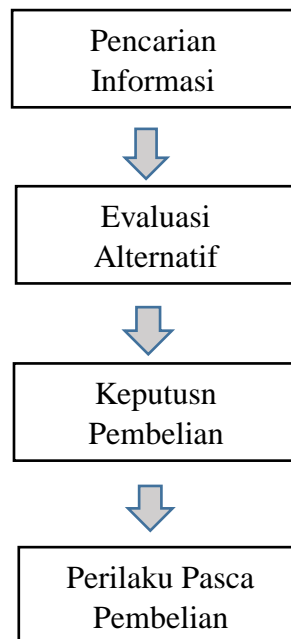 Pencarian
Informasi
Evaluasi
Alternatif
Keputusn
Pembelian
Perilaku Pasca
Pembelian